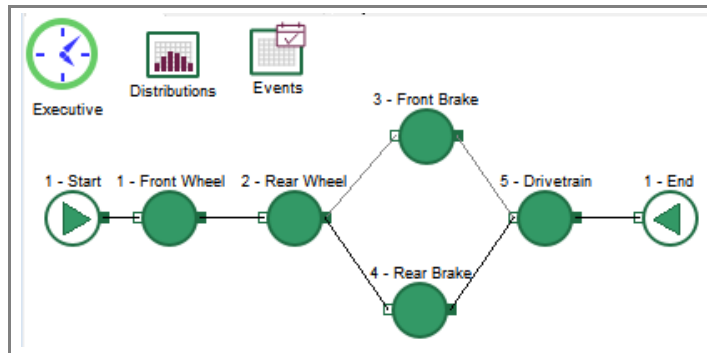 Executive
Distributions
Events
3 - Front Brake
1 - Start
1 - Front Wheel
2 - Rear Wheel
5 - Drivetrain
1 - End
4 - Rear Brake